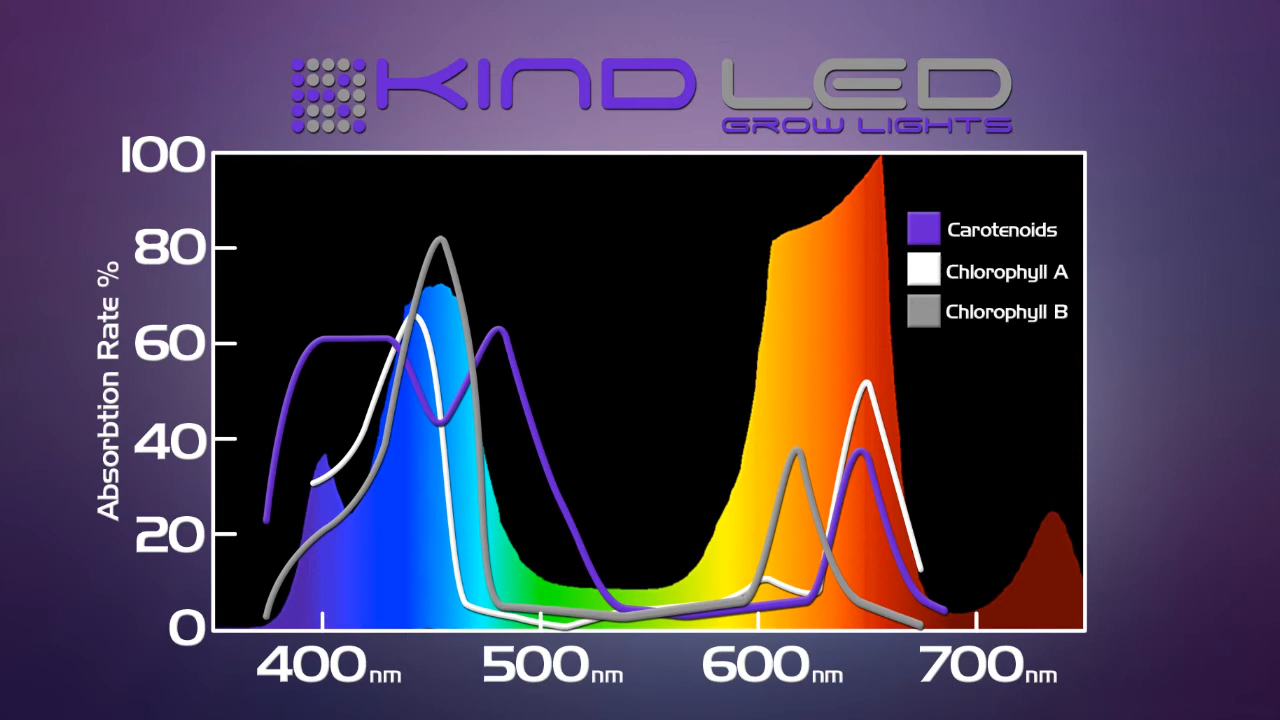 KIND LED
GROW LIGHTS
100
80
60
40
20
0
Absorbtion Rate %
Carotenoids
Chlorophyll A
Chlorophyll B
400nm 500nm 600nm 700nm